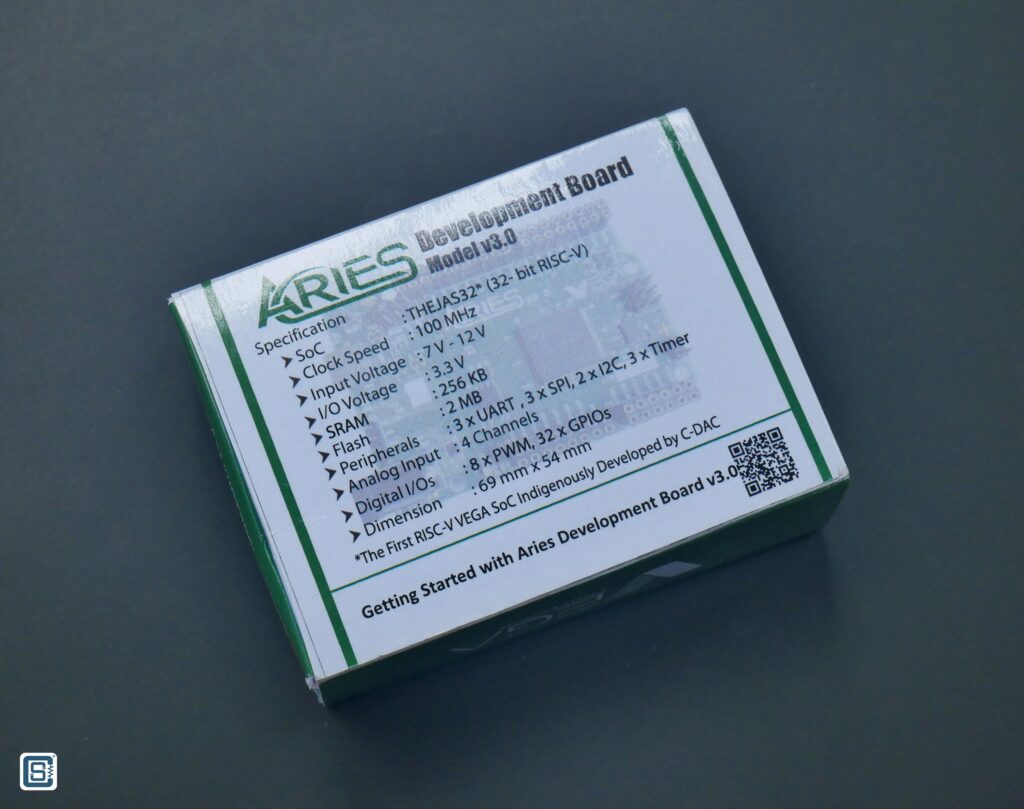 ARIES Development Board
Model v3.0
Specification
➤ SoC : THEJAS32* (32- bit RISC-V)
➤ Clock Speed : 100 MHz
➤ Input Voltage : 7 V - 12 V
➤ I/O Voltage : 3.3 V
➤ SRAM : 256 KB
➤ Flash : 2 MB
➤ Peripherals : 3 x UART , 3 x SPI, 2 x I2C, 3 x Timer
➤ Analog Input : 4 Channels
➤ Digital I/Os : 8 x PWM, 32 x GPIOs
➤ Dimension : 69 mm x 54 mm
*The First RISC-V VEGA SoC Indigenously Developed by C-DAC
Getting Started with Aries Development Board v3.0
ARIES